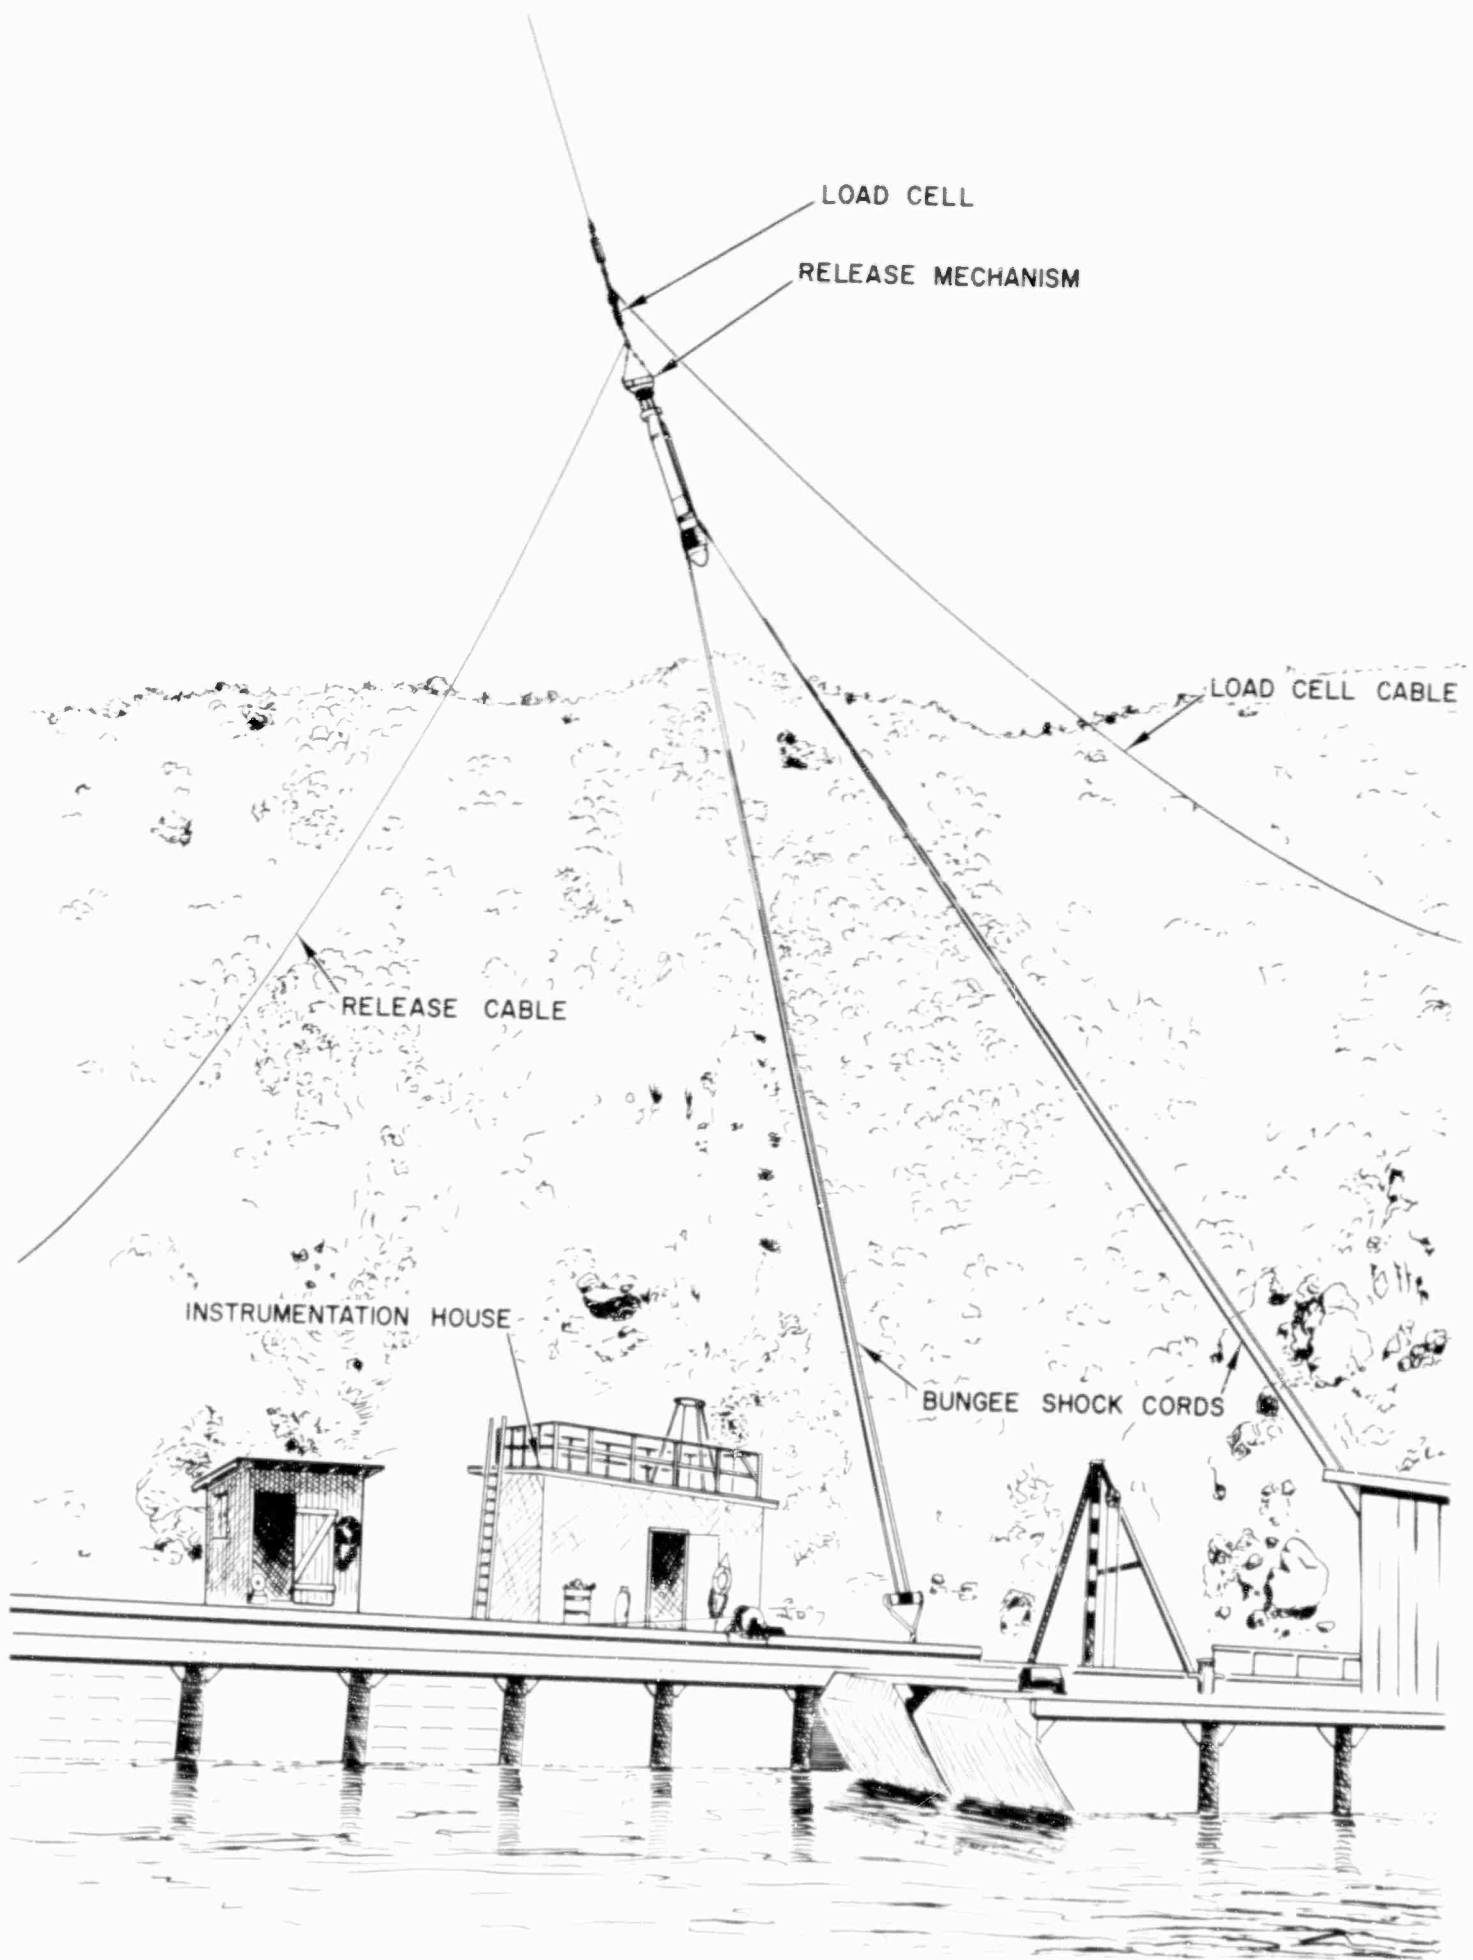 LOAD CELL
RELEASE MECHANISM
LOAD CELL CABLE
RELEASE CABLE
INSTRUMENTATION HOUSE
BUNGEE SHOCK CORDS